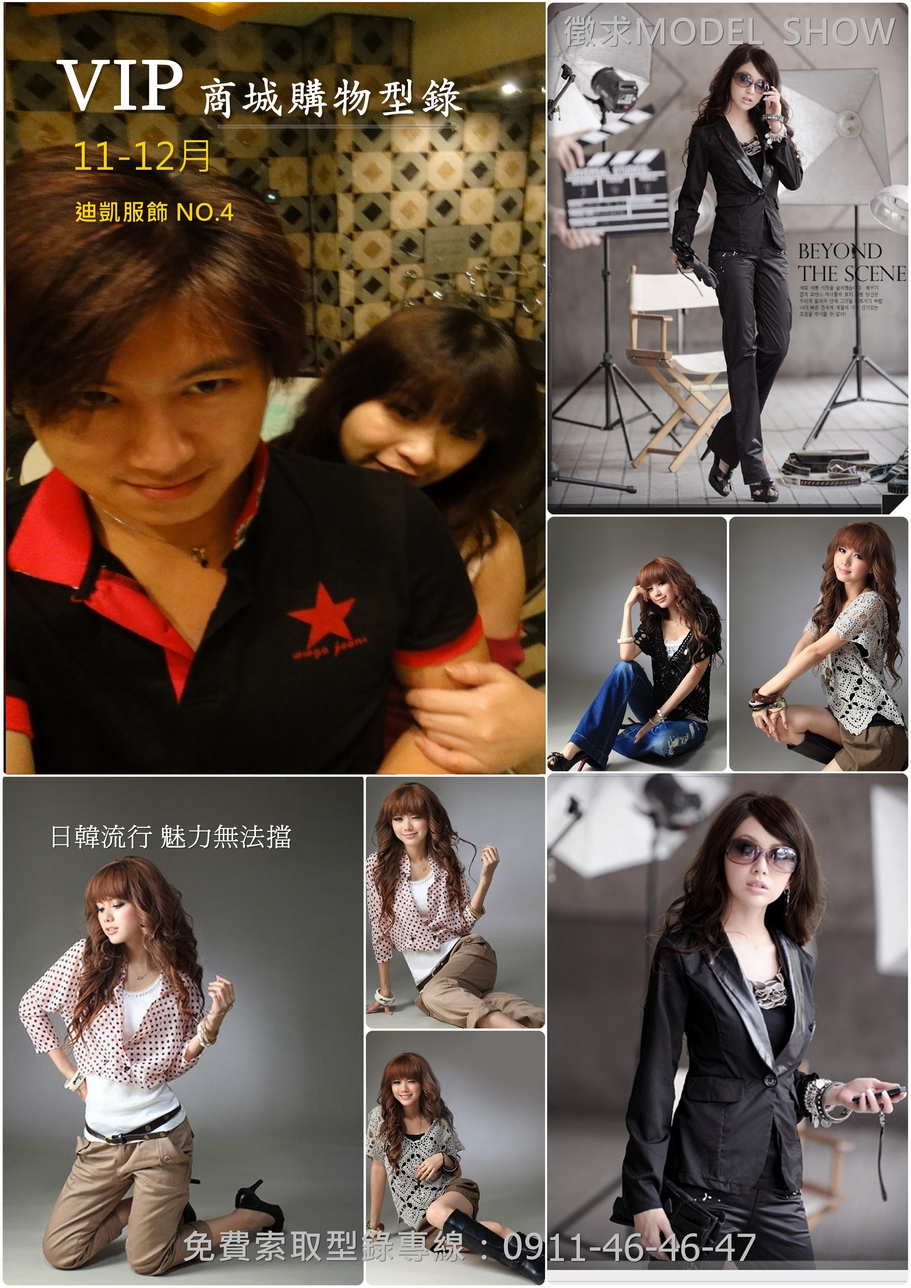 VIP 商城購物型錄
11-12月
迪凱服飾 NO.4
徵求MODEL SHOW
BEYOND
THE SCENE
日韓流行 魅力無法擋
免費索取型錄專線：0911-46-46-47